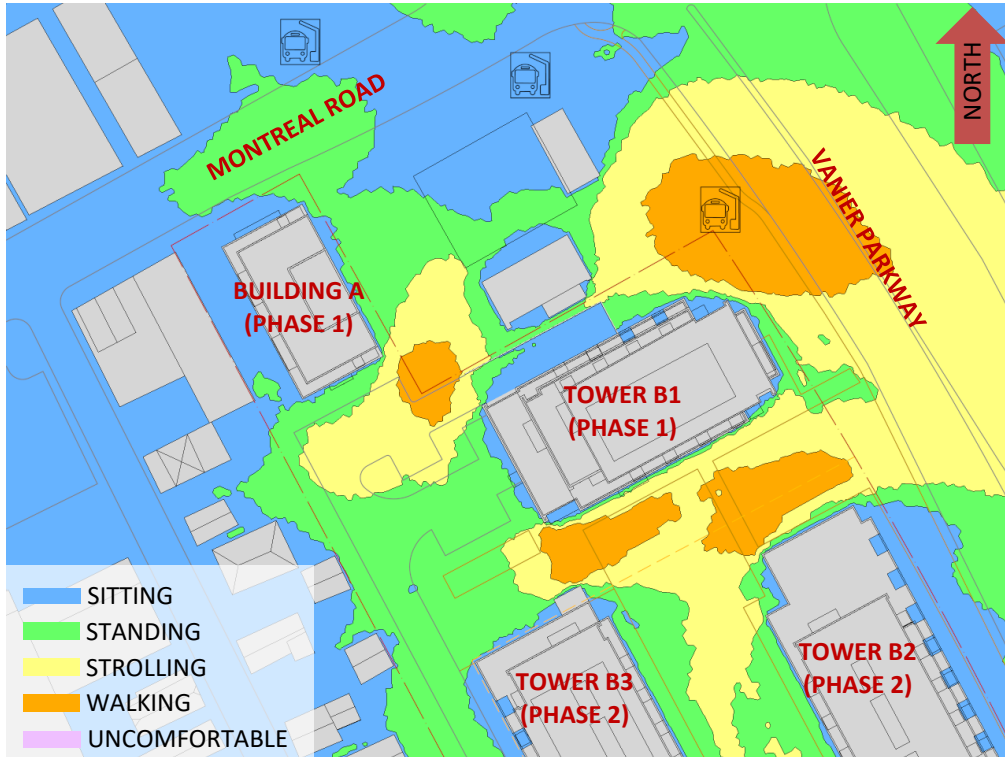 NORTH
MONTREAL ROAD
VANIER PARKWAY
BUILDING A
(PHASE 1)
TOWER B1
(PHASE 1)
TOWER B2
(PHASE 2)
TOWER B3
(PHASE 2)
SITTING
STANDING
STROLLING
WALKING
UNCOMFORTABLE